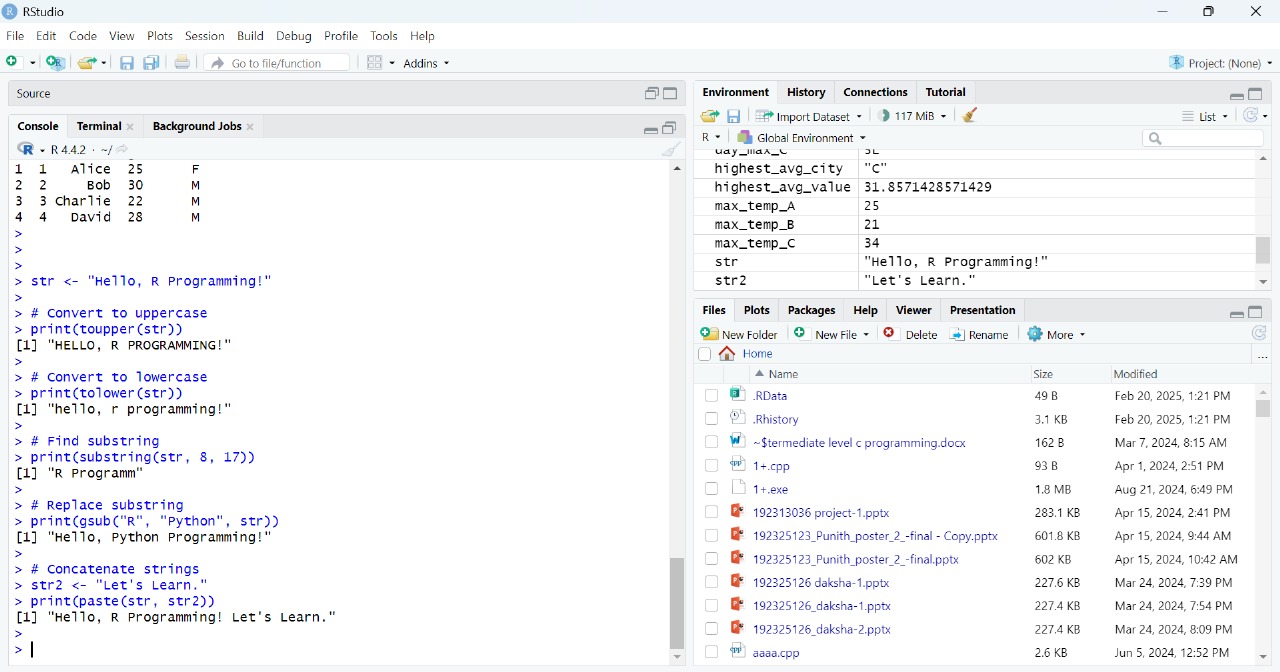 RStudio
File Edit Code View Plots Session Build Debug Profile Tools Help
Go to file/function Addins Project: (None)
Source
Console Terminal Background Jobs
R 4.4.2 · ~/
1 1 Alice 25 F
2 2 Bob 30 M
3 3 Charlie 22 M
4 4 David 28 M
>
>
>
> str <- "Hello, R Programming!"
>
> # Convert to uppercase
> print(toupper(str))
[1] "HELLO, R PROGRAMMING!"
>
> # Convert to lowercase
> print(tolower(str))
[1] "hello, r programming!"
>
> # Find substring
> print(substring(str, 8, 17))
[1] "R Programm"
>
> # Replace substring
> print(gsub("R", "Python", str))
[1] "Hello, Python Programming!"
>
> # Concatenate strings
> str2 <- "Let's Learn."
> print(paste(str, str2))
[1] "Hello, R Programming! Let's Learn."
>
>
Environment History Connections Tutorial
Import Dataset 117 MiB List
R Global Environment
day_max_C
highest_avg_city "C"
highest_avg_value 31.8571428571429
max_temp_A 25
max_temp_B 21
max_temp_C 34
str "Hello, R Programming!"
str2 "Let's Learn."
Files Plots Packages Help Viewer Presentation
New Folder New File Delete Rename More
Home ...
Name Size Modified
.RData 49 B Feb 20, 2025, 1:21 PM
.Rhistory 3.1 KB Feb 20, 2025, 1:21 PM
~$termediate level c programming.docx 162 B Mar 7, 2024, 8:15 AM
1+.cpp 93 B Apr 1, 2024, 2:51 PM
1+.exe 1.8 MB Aug 21, 2024, 6:49 PM
192313036 project-1.pptx 283.1 KB Apr 15, 2024, 2:41 PM
192325123_Punith_poster_2_-final - Copy.pptx 601.8 KB Apr 15, 2024, 9:44 AM
192325123_Punith_poster_2_-final.pptx 602 KB Apr 15, 2024, 10:42 AM
192325126 daksha-1.pptx 227.6 KB Mar 24, 2024, 7:39 PM
192325126_daksha-1.pptx 227.4 KB Mar 24, 2024, 7:54 PM
192325126_daksha-2.pptx 227.4 KB Mar 24, 2024, 8:09 PM
aaaa.cpp 2.6 KB Jun 5, 2024, 12:52 PM